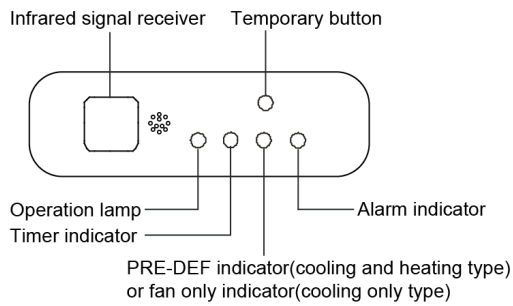 Infrared signal receiver
Temporary button
Operation lamp
Alarm indicator
Timer indicator
PRE-DEF indicator(cooling and heating type)
or fan only indicator(cooling only type)